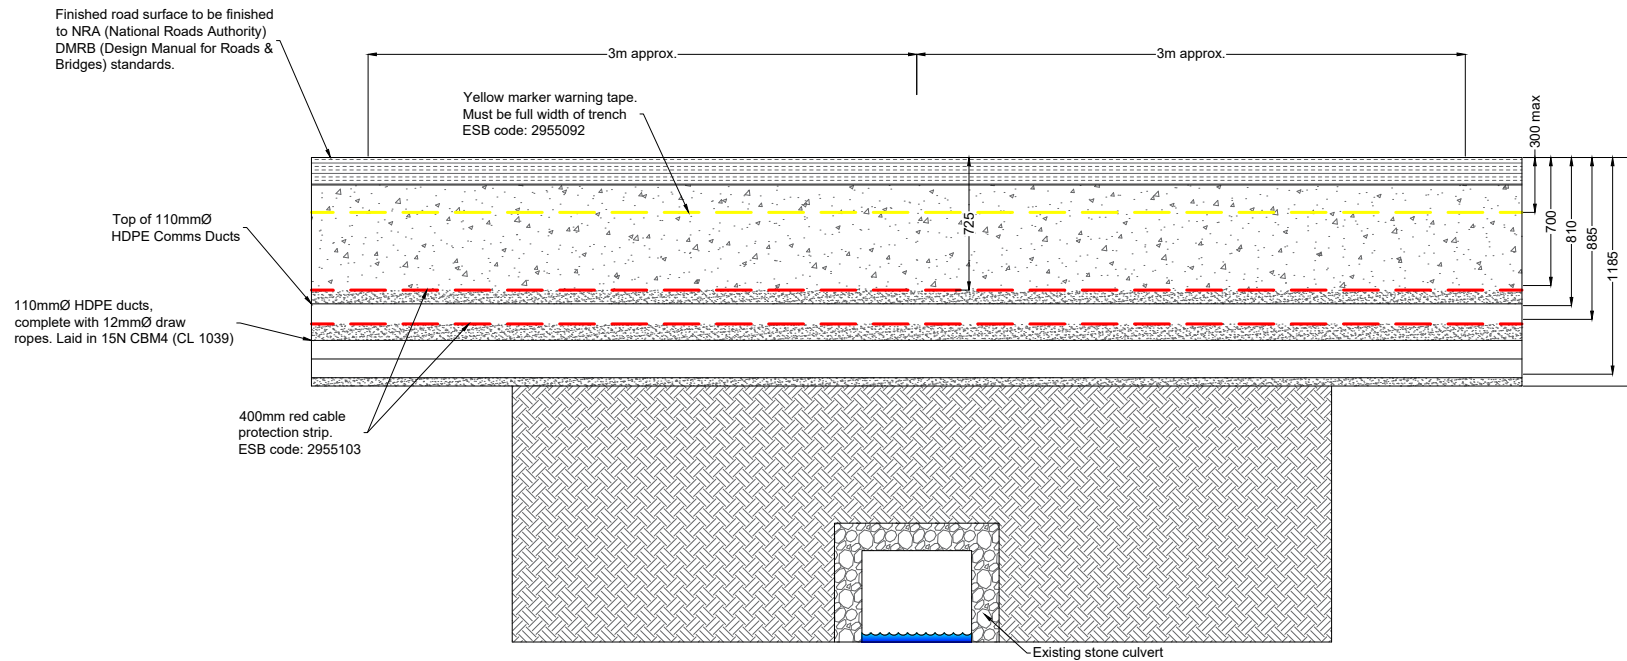 Finished road surface to be finished
to NRA (National Roads Authority)
DMRB (Design Manual for Roads &
Bridges) standards.
3m approx.
3m approx.
Yellow marker warning tape.
Must be full width of trench
ESB code: 2955092
300 max
725
700
810
885
1185
Top of 110mmØ
HDPE Comms Ducts
110mmØ HDPE ducts,
complete with 12mmØ draw
ropes. Laid in 15N CBM4 (CL 1039)
400mm red cable
protection strip.
ESB code: 2955103
Existing stone culvert